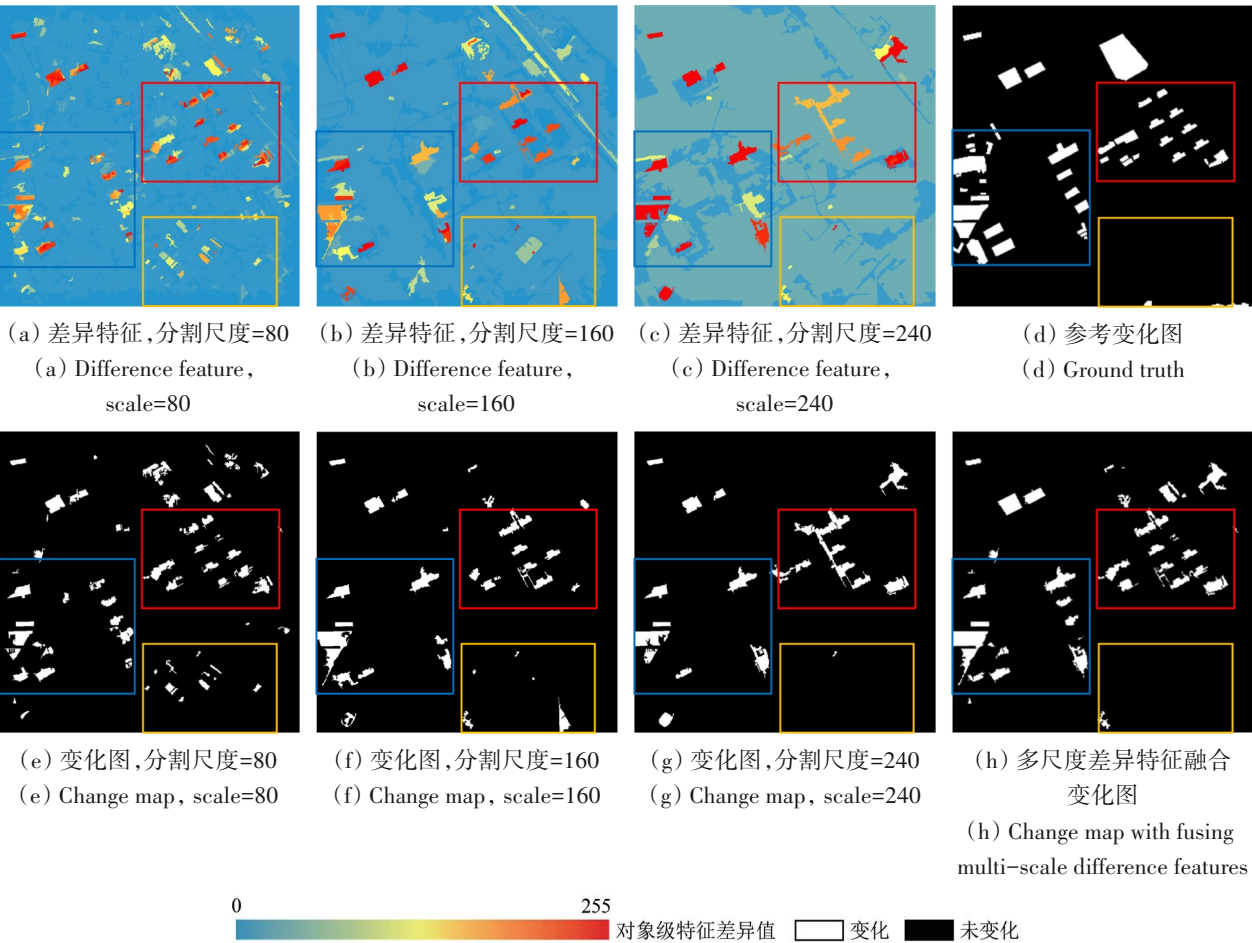 (a) 差异特征,分割尺度=80
(a) Difference feature,
scale=80
(b) 差异特征,分割尺度=160
(b) Difference feature,
scale=160
(c) 差异特征,分割尺度=240
(c) Difference feature,
scale=240
(d) 参考变化图
(d) Ground truth
(e) 变化图,分割尺度=80
(e) Change map, scale=80
(f) 变化图,分割尺度=160
(f) Change map, scale=160
(g) 变化图,分割尺度=240
(g) Change map, scale=240
(h) 多尺度差异特征融合
变化图
(h) Change map with fusing
multi-scale difference features
0 255
对象级特征差异值 变化 未变化